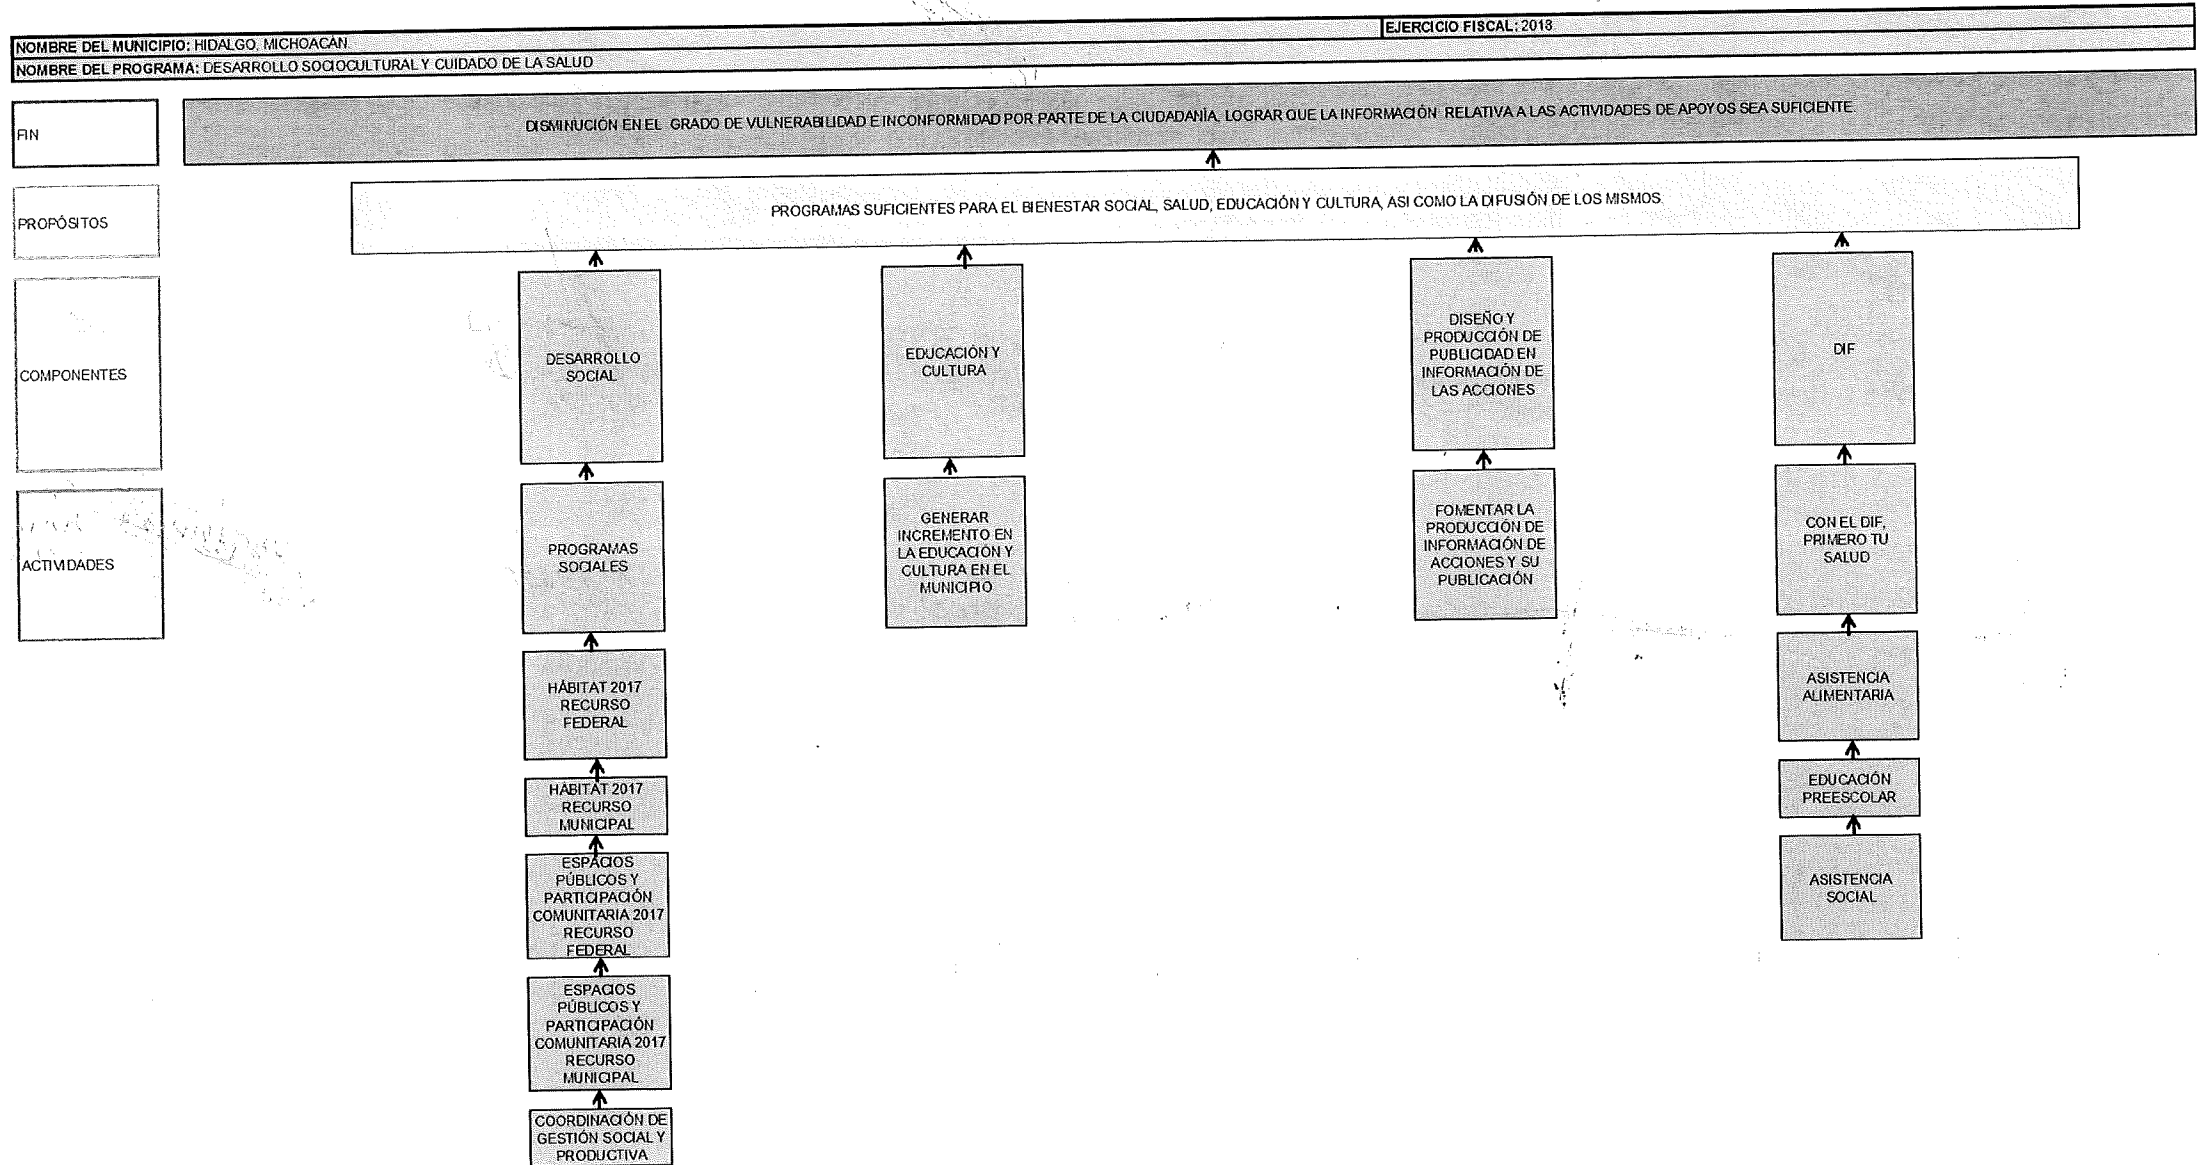 NOMBRE DEL MUNICIPIO: HIDALGO, MICHOACÁN.
EJERCICIO FISCAL: 2018
NOMBRE DEL PROGRAMA: DESARROLLO SOCIOCULTURAL Y CUIDADO DE LA SALUD
FIN
DISMINUCIÓN EN EL GRADO DE VULNERABILIDAD E INCONFORMIDAD POR PARTE DE LA CIUDADANÍA, LOGRAR QUE LA INFORMACIÓN RELATIVA A LAS ACTIVIDADES DE APOYOS SEA SUFICIENTE.
PROPÓSITOS
PROGRAMAS SUFICIENTES PARA EL BIENESTAR SOCIAL, SALUD, EDUCACIÓN Y CULTURA, ASI COMO LA DIFUSIÓN DE LOS MISMOS.
COMPONENTES
DESARROLLO
SOCIAL
EDUCACIÓN Y
CULTURA
DISEÑO Y
PRODUCCIÓN DE
PUBLICIDAD EN
INFORMACIÓN DE
LAS ACCIONES
DIF
ACTIVIDADES
PROGRAMAS
SOCIALES
GENERAR
INCREMENTO EN
LA EDUCACIÓN Y
CULTURA EN EL
MUNICIPIO
FOMENTAR LA
PRODUCCIÓN DE
INFORMACIÓN DE
ACCIONES Y SU
PUBLICACIÓN
CON EL DIF,
PRIMERO TU
SALUD
HÁBITAT 2017
RECURSO
FEDERAL
ASISTENCIA
ALIMENTARIA
HÁBITAT 2017
RECURSO
MUNICIPAL
EDUCACIÓN
PREESCOLAR
ESPACIOS
PÚBLICOS Y
PARTICIPACIÓN
COMUNITARIA 2017
RECURSO
FEDERAL
ASISTENCIA
SOCIAL
ESPACIOS
PÚBLICOS Y
PARTICIPACIÓN
COMUNITARIA 2017
RECURSO
MUNICIPAL
COORDINACIÓN DE
GESTIÓN SOCIAL Y
PRODUCTIVA